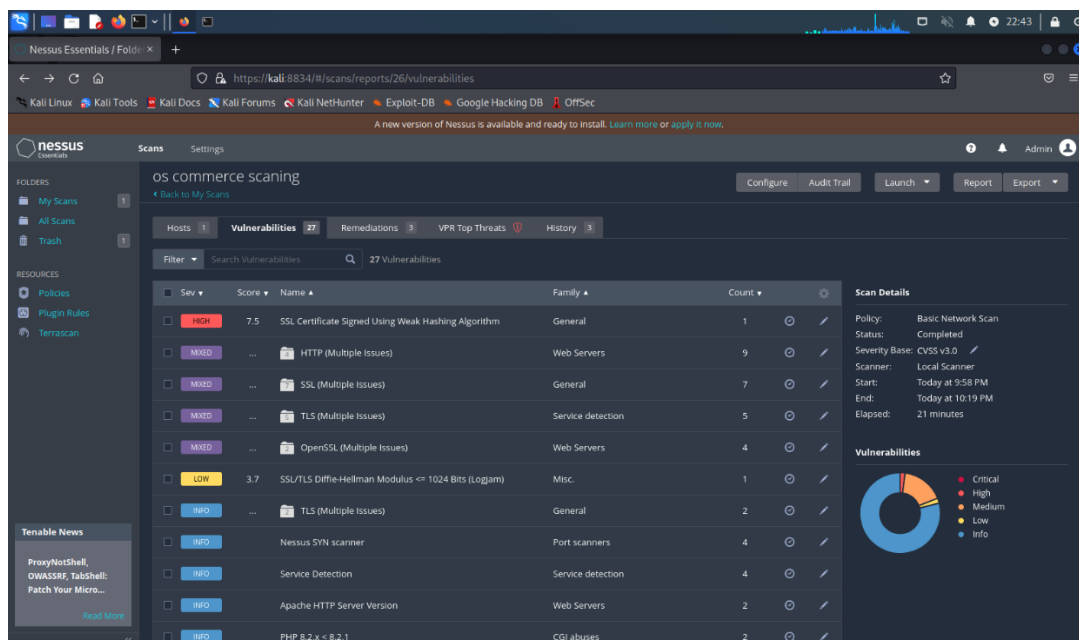 22:43
Nessus Essentials / Folde
https://kali:8834/#/scans/reports/26/vulnerabilities
Kali Linux Kali Tools Kali Docs Kali Forums Kali NetHunter Exploit-DB Google Hacking DB OffSec
A new version of Nessus is available and ready to install. Learn more or apply it now.
nessus Essentials Scans Settings Admin
FOLDERS
My Scans 1
All Scans
Trash 1
RESOURCES
Policies
Plugin Rules
Terrascan
Tenable News
ProxyNotShell,
OWASSRF, TabShell:
Patch Your Micro...
Read More
os commerce scaning
Back to My Scans
Configure Audit Trail Launch Report Export
Hosts 1 Vulnerabilities 27 Remediations 3 VPR Top Threats History 3
Filter Search Vulnerabilities 27 Vulnerabilities
Sev Score Name Family Count
HIGH 7.5 SSL Certificate Signed Using Weak Hashing Algorithm General 1
MIXED ... 4 HTTP (Multiple Issues) Web Servers 9
MIXED ... 7 SSL (Multiple Issues) General 7
MIXED ... 5 TLS (Multiple Issues) Service detection 5
MIXED ... 2 OpenSSL (Multiple Issues) Web Servers 4
LOW 3.7 SSL/TLS Diffie-Hellman Modulus <= 1024 Bits (Logjam) Misc. 1
INFO ... 2 TLS (Multiple Issues) General 2
INFO Nessus SYN scanner Port scanners 4
INFO Service Detection Service detection 4
INFO Apache HTTP Server Version Web Servers 2
INFO PHP 8.2.x < 8.2.1 CGI abuses 2
Scan Details
Policy: Basic Network Scan
Status: Completed
Severity Base: CVSS v3.0
Scanner: Local Scanner
Start: Today at 9:58 PM
End: Today at 10:19 PM
Elapsed: 21 minutes
Vulnerabilities
Critical
High
Medium
Low
Info